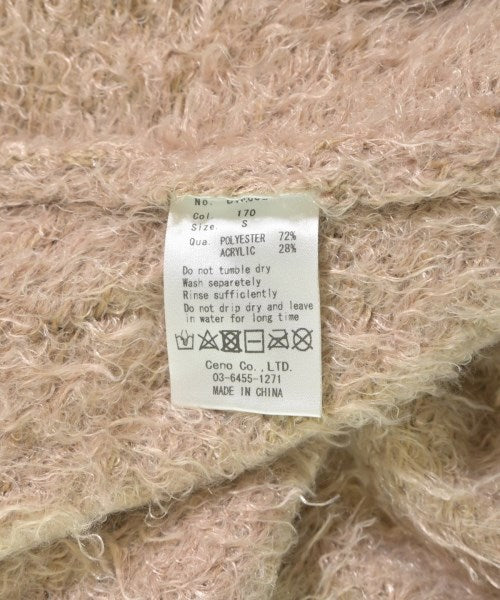 No.
Col. 170
Size. S
Qua. POLYESTER 72%
ACRYLIC 28%
Do not tumble dry
Wash separetely
Rinse sufficiently
Do not drip dry and leave
in water for long time
Ceno Co.,LTD.
03-6455-1271
MADE IN CHINA